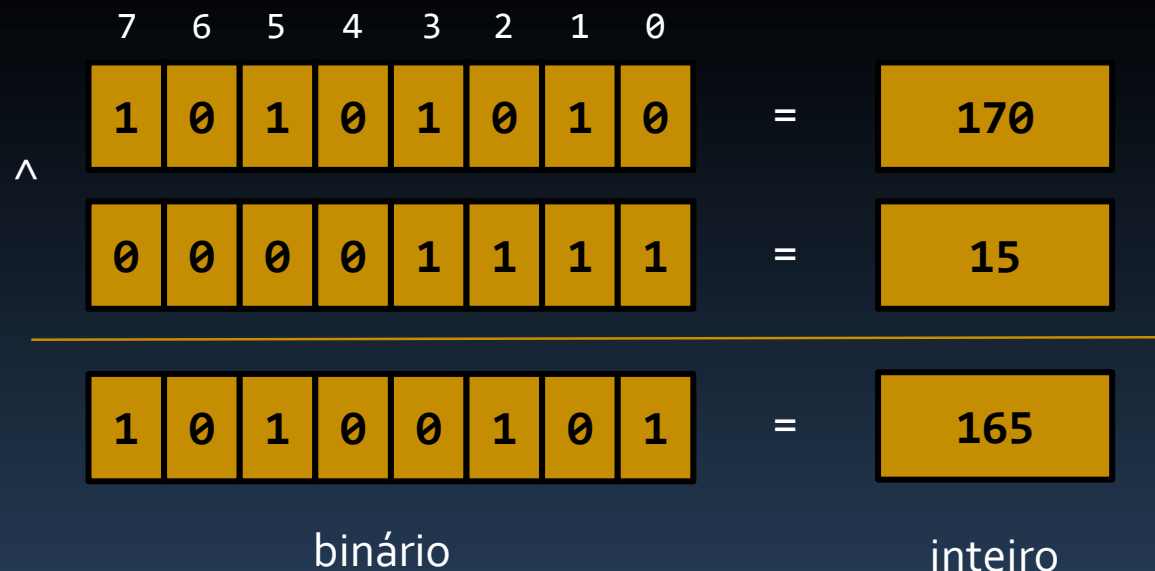 7 6 5 4 3 2 1 0
1 0 1 0 1 0 1 0 = 170
^
0 0 0 0 1 1 1 1 = 15
1 0 1 0 0 1 0 1 = 165
binário inteiro